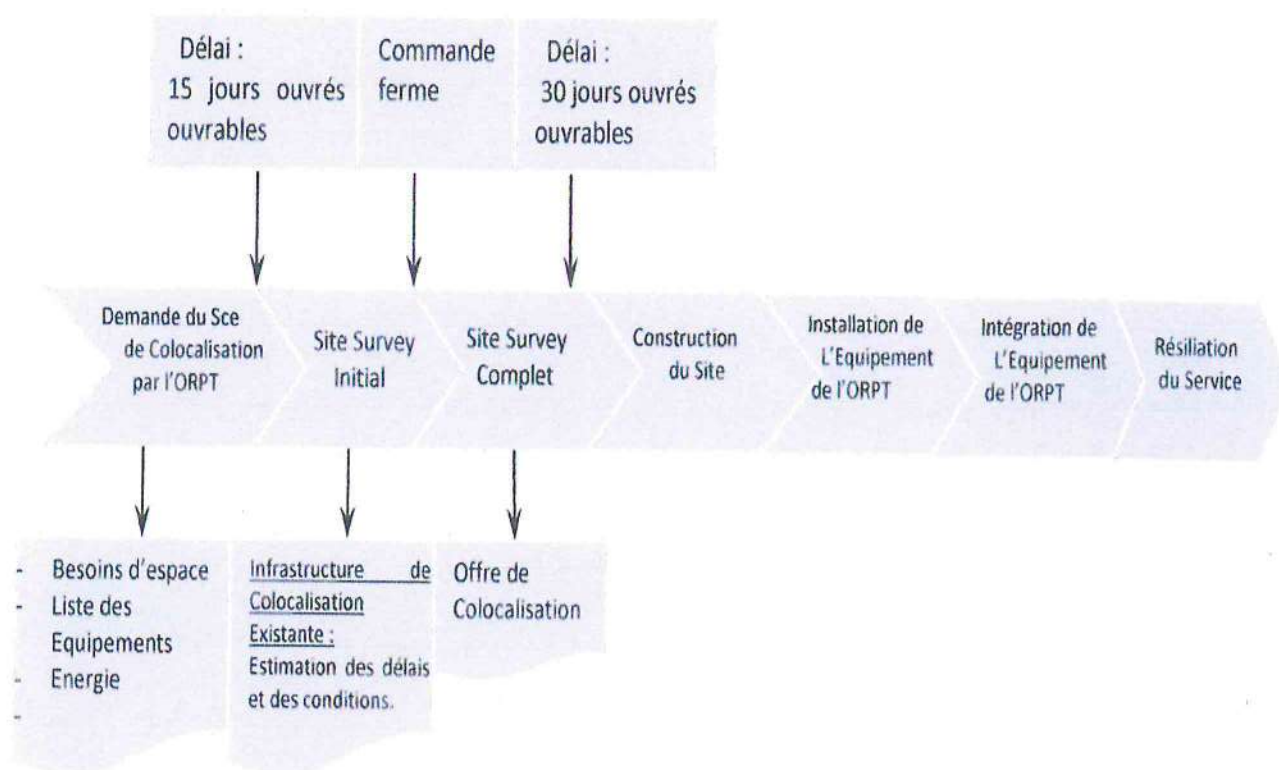 Délai :
15 jours ouvrés
ouvrables
Commande
ferme
Délai :
30 jours ouvrés
ouvrables
Demande du Sce
de Colocalisation
par l'ORPT
Site Survey
Initial
Site Survey
Complet
Construction
du Site
Installation de
L'Equipement
de l'ORPT
Intégration de
L'Equipement
de l'ORPT
Résiliation
du Service
- Besoins d'espace
- Liste des
Equipements
- Energie
-
Infrastructure de
Colocalisation
Existante :
Estimation des délais
et des conditions.
Offre de
Colocalisation